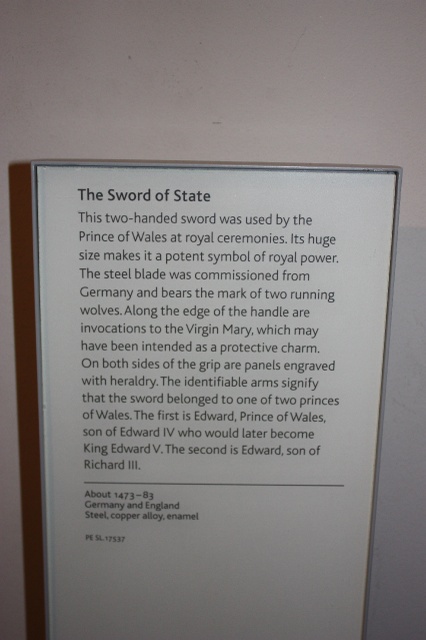 The Sword of State
This two-handed sword was used by the
Prince of Wales at royal ceremonies. Its huge
size makes it a potent symbol of royal power.
The steel blade was commissioned from
Germany and bears the mark of two running
wolves. Along the edge of the handle are
invocations to the Virgin Mary, which may
have been intended as a protective charm.
On both sides of the grip are panels engraved
with heraldry. The identifiable arms signify
that the sword belonged to one of two princes
of Wales. The first is Edward, Prince of Wales,
son of Edward IV who would later become
King Edward V. The second is Edward, son of
Richard III.
About 1473–83
Germany and England
Steel, copper alloy, enamel
PE SL.17537